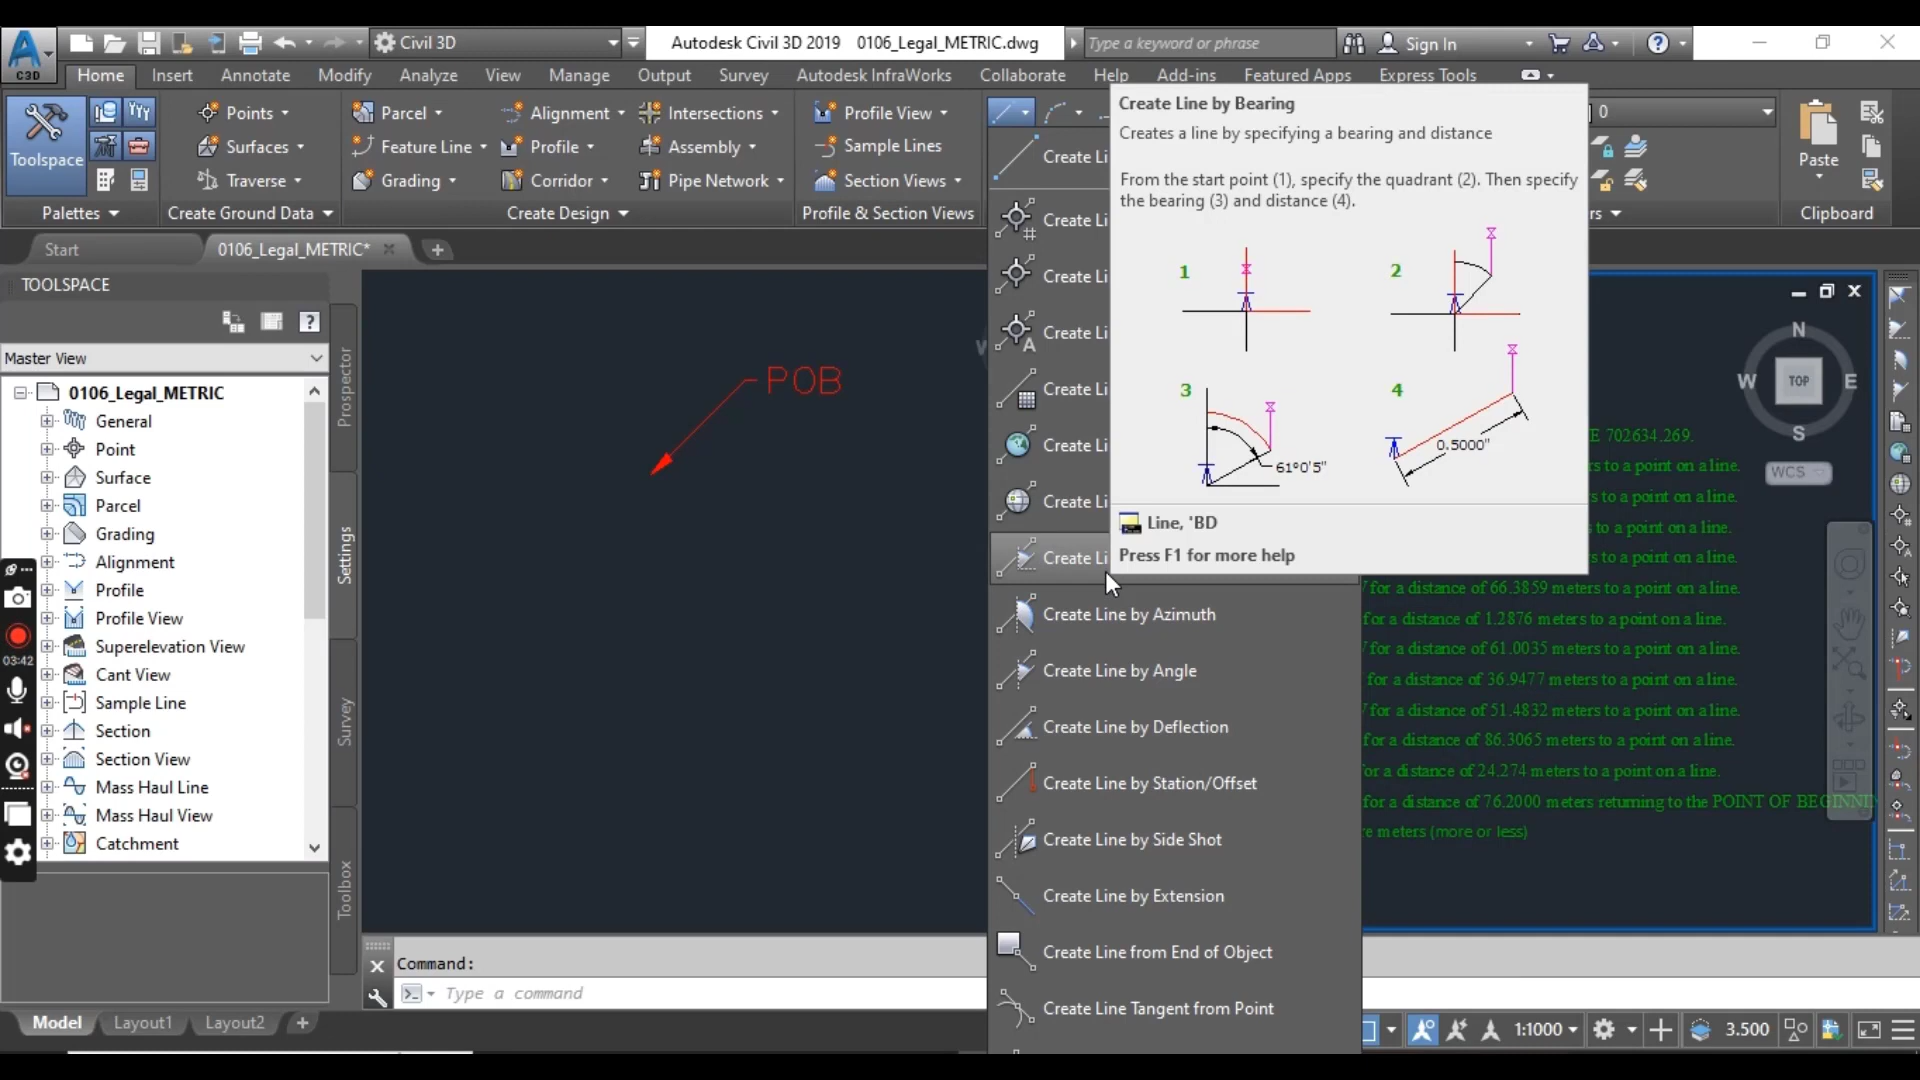 C3D
Civil 3D
Autodesk Civil 3D 2019 0106_Legal_METRIC.dwg
Type a keyword or phrase
Sign In
Home Insert Annotate Modify Analyze View Manage Output Survey Autodesk InfraWorks Collaborate Help Add-ins Featured Apps Express Tools
Toolspace
Points
Surfaces
Traverse
Parcel
Feature Line
Grading
Alignment
Profile
Corridor
Intersections
Assembly
Pipe Network
Profile View
Sample Lines
Section Views
0
Paste
Palettes
Create Ground Data
Create Design
Profile & Section Views
Clipboard
Start
0106_Legal_METRIC*
TOOLSPACE
Master View
0106_Legal_METRIC
General
Point
Surface
Parcel
Grading
Alignment
Profile
Profile View
Superelevation View
Cant View
Sample Line
Section
Section View
Mass Haul Line
Mass Haul View
Catchment
Prospector
Settings
Survey
Toolbox
03:42
POB
Create Li
Create Li
Create Li
Create Li
Create Li
Create Li
Create Li
Create Li
Create Line by Azimuth
Create Line by Angle
Create Line by Deflection
Create Line by Station/Offset
Create Line by Side Shot
Create Line by Extension
Create Line from End of Object
Create Line Tangent from Point
Create Line by Bearing
Creates a line by specifying a bearing and distance
From the start point (1), specify the quadrant (2). Then specify
the bearing (3) and distance (4).
1
2
3
61°0'5"
4
0.5000"
Line, 'BD
Press F1 for more help
N
W TOP E
S
WCS
E 702634.269.
rs to a point on a line.
s to a point on a line.
to a point on a line.
s to a point on a line.
for a distance of 66.3859 meters to a point on a line.
for a distance of 1.2876 meters to a point on a line.
for a distance of 61.0035 meters to a point on a line.
for a distance of 36.9477 meters to a point on a line.
for a distance of 51.4832 meters to a point on a line.
for a distance of 86.3065 meters to a point on a line.
for a distance of 24.274 meters to a point on a line.
for a distance of 76.2000 meters returning to the POINT OF BEGINNI
re meters (more or less)
Command:
Type a command
Model Layout1 Layout2
1:1000
3.500